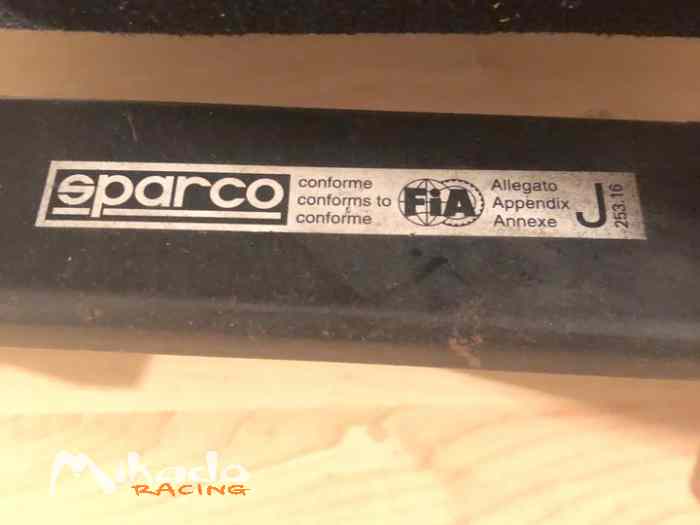 sparco
conforme
conforms to
conforme
FiA
Allegato
Appendix
Annexe
J
253.16
Mikado
RACING